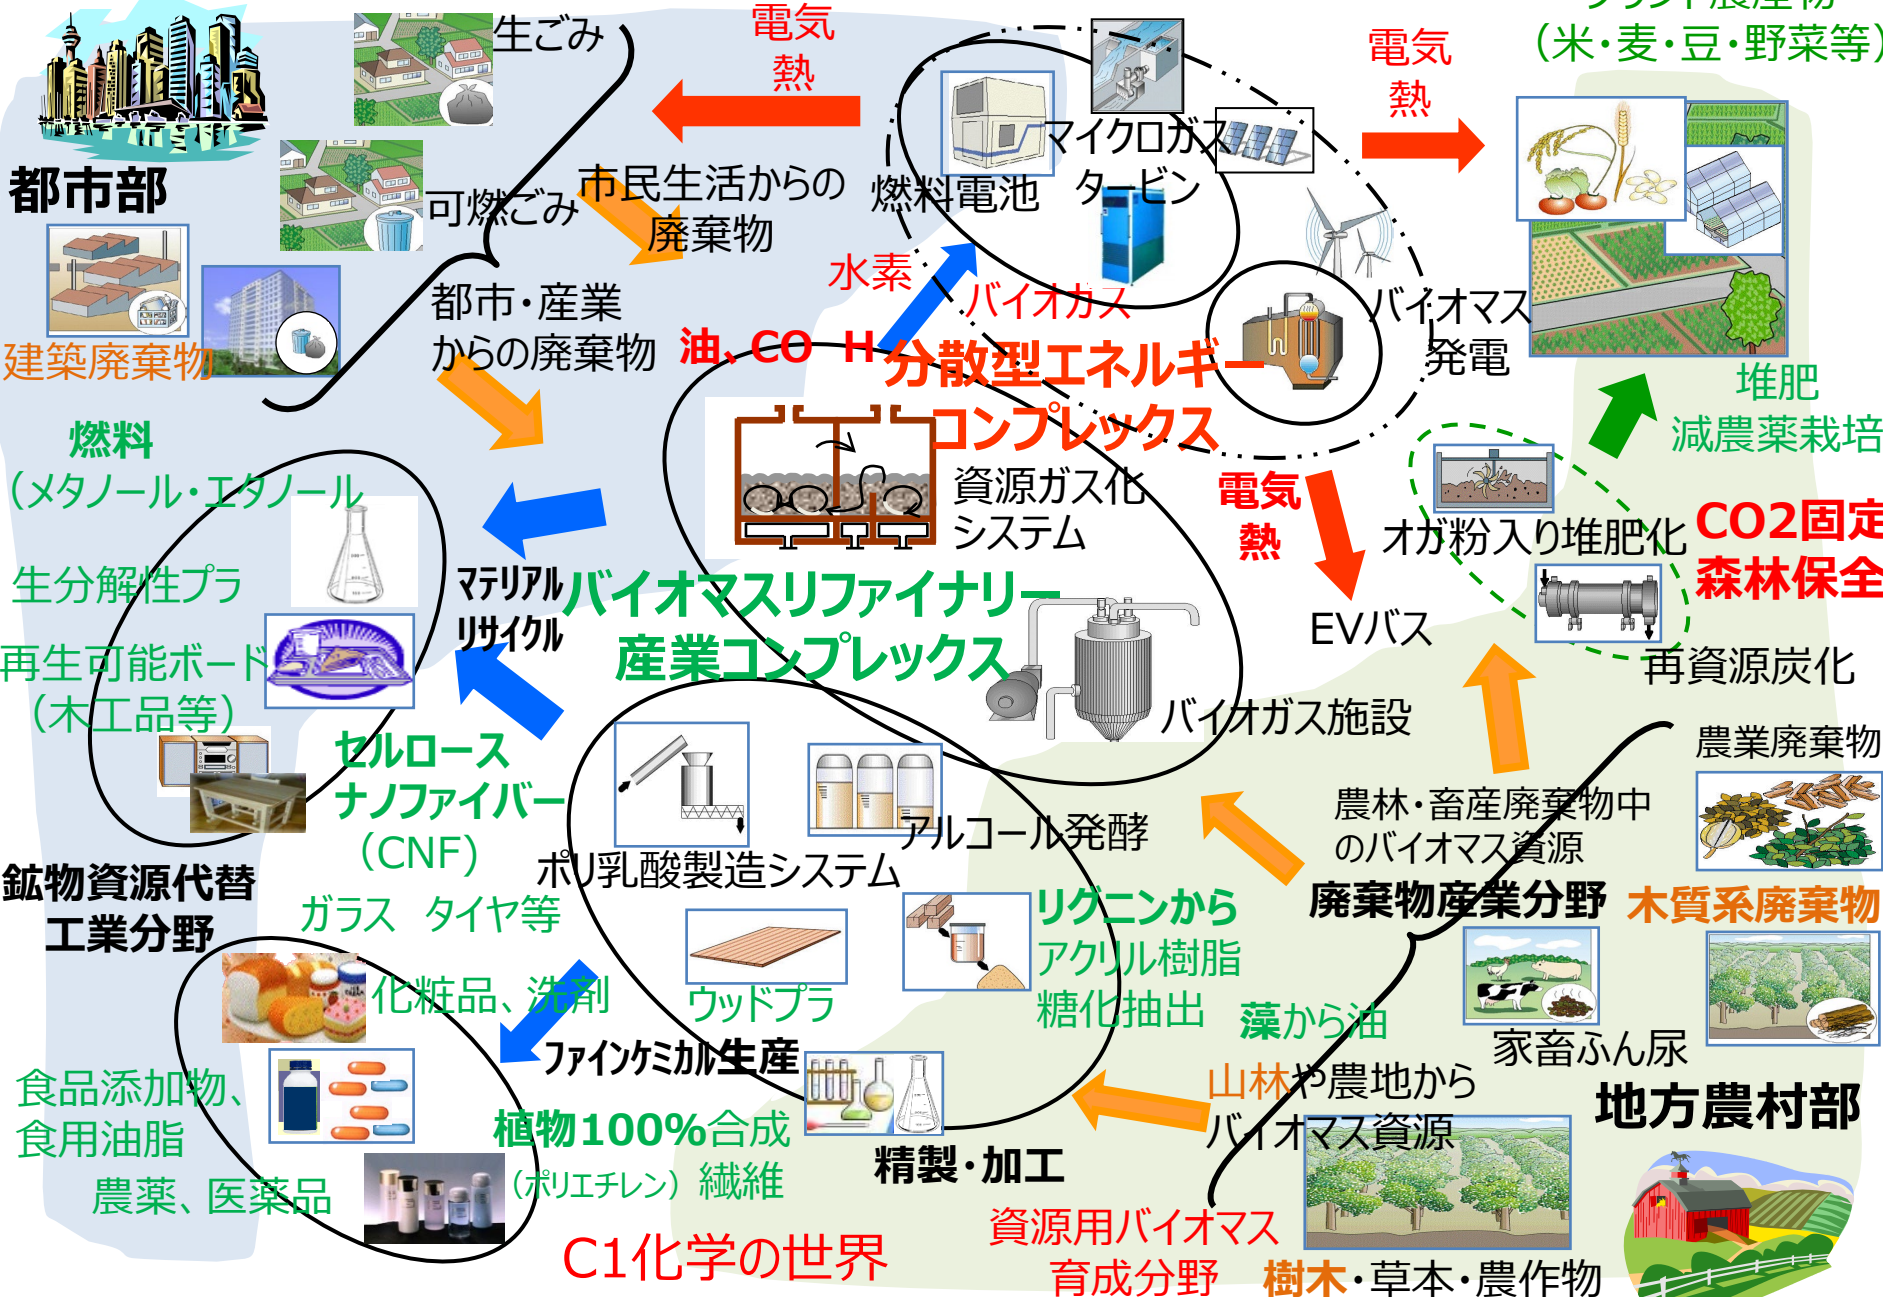 生ごみ
電気
熱
電気
熱
(米・麦・豆・野菜等)
都市部
可燃ごみ
市民生活からの
廃棄物
燃料電池
マイクロガス
タービン
水素
バイオガス
バイオマス
発電
建築廃棄物
都市・産業
からの廃棄物
油、CO H
分散型エネルギー
コンプレックス
堆肥
減農薬栽培
燃料
(メタノール・エタノール
資源ガス化
システム
電気
熱
オガ粉入り堆肥化
CO2固定
森林保全
生分解性プラ
マテリアル
リサイクル
バイオマスリファイナリー
産業コンプレックス
EVバス
再資源炭化
再生可能ボード
(木工品等)
バイオガス施設
農業廃棄物
セルロース
ナノファイバー
(CNF)
ガラス タイヤ等
ポリ乳酸製造システム
アルコール発酵
農林・畜産廃棄物中
のバイオマス資源
廃棄物産業分野
木質系廃棄物
鉱物資源代替
工業分野
リグニンから
アクリル樹脂
糖化抽出
化粧品、洗剤
ウッドプラ
藻から油
家畜ふん尿
ファインケミカル生産
山林や農地から
バイオマス資源
地方農村部
食品添加物、
食用油脂
植物100%合成
(ポリエチレン)繊維
精製・加工
農薬、医薬品
C1化学の世界
資源用バイオマス
育成分野
樹木・草本・農作物